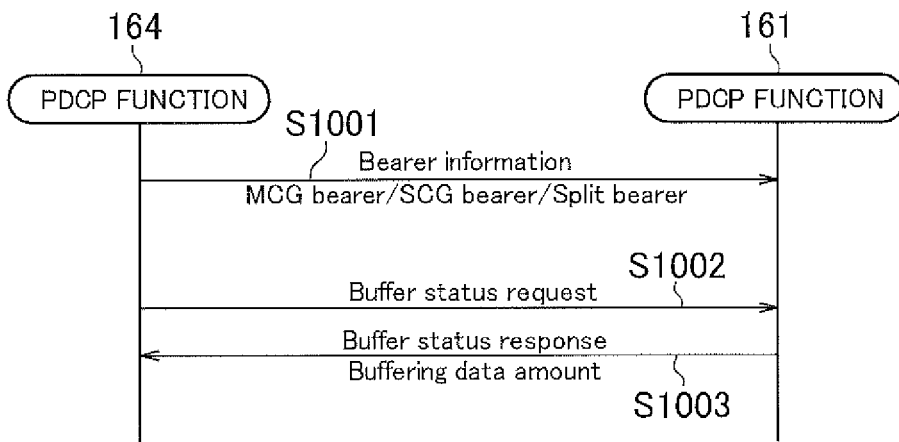 164
161
PDCP FUNCTION
PDCP FUNCTION
S1001
Bearer information
MCG bearer/SCG bearer/Split bearer
S1002
Buffer status request
Buffer status response
Buffering data amount
S1003